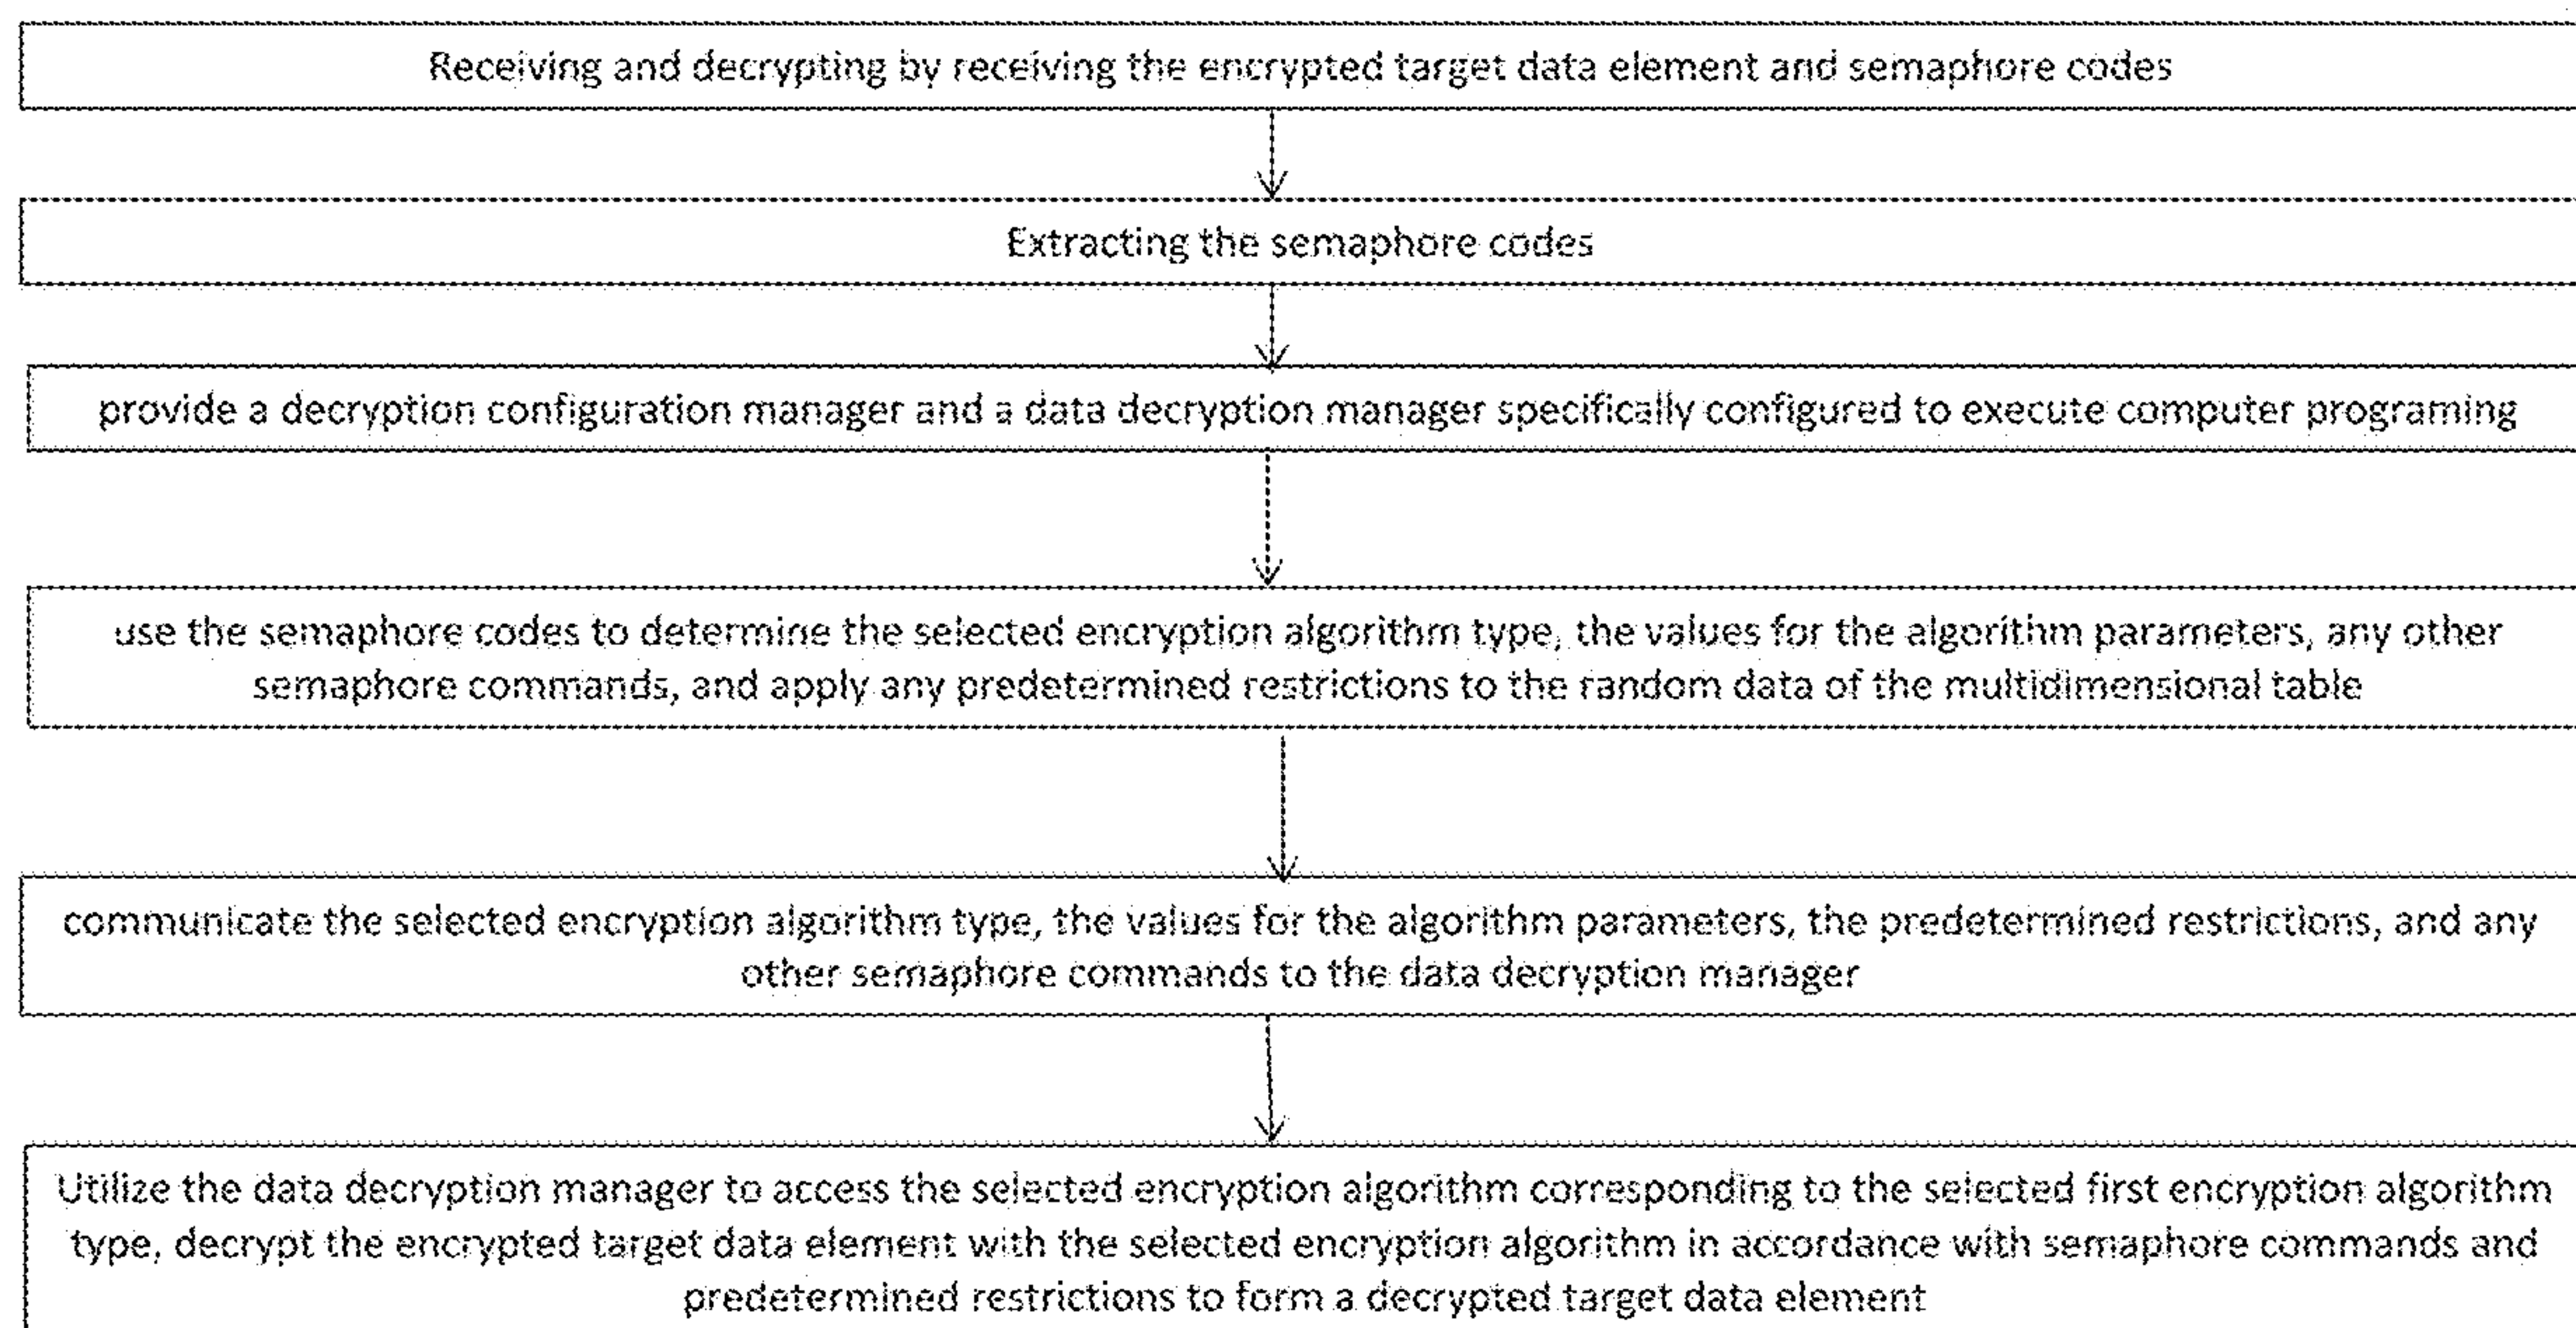 Receiving and decrypting by receiving the encrypted target data element and semaphore codes
Extracting the semaphore codes
provide a decryption configuration manager and a data decryption manager specifically configured to execute computer programing
use the semaphore codes to determine the selected encryption algorithm type, the values for the algorithm parameters, any other
semaphore commands, and apply any predetermined restrictions to the random data of the multidimensional table
communicate the selected encryption algorithm type, the values for the algorithm parameters, the predetermined restrictions, and any
other semaphore commands to the data decryption manager
Utilize the data decryption manager to access the selected encryption algorithm corresponding to the selected first encryption algorithm
type, decrypt the encrypted target data element with the selected encryption algorithm in accordance with semaphore commands and
predetermined restrictions to form a decrypted target data element